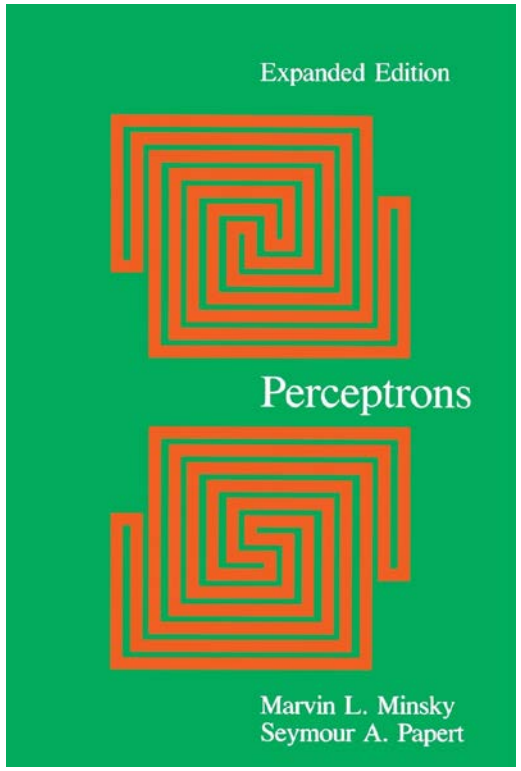 Expanded Edition
Perceptrons
Marvin L. Minsky
Seymour A. Papert